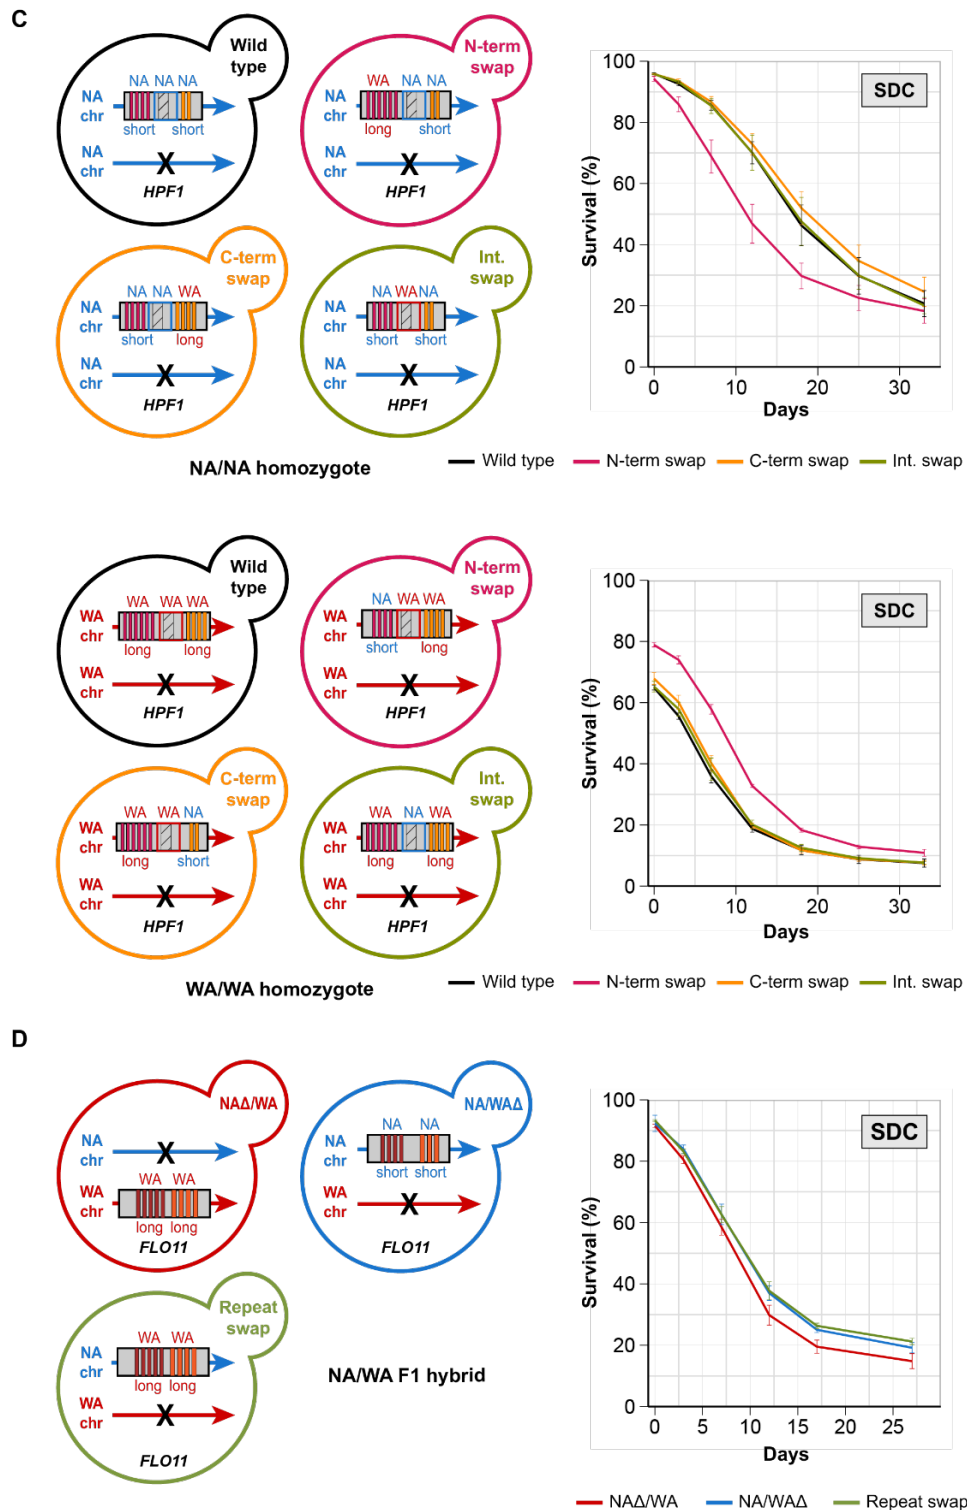 C
Wild
type
NA NA NA
NA
chr
short short
NA
chr
X
HPF1
N-term
swap
WA NA NA
NA
chr
long short
NA
chr
X
HPF1
C-term
swap
NA NA WA
NA
chr
short long
NA
chr
X
HPF1
Int.
swap
NA WA NA
NA
chr
short short
NA
chr
X
HPF1
NA/NA homozygote
SDC
Survival (%)
100
80
60
40
20
0
0 10 20 30
Days
Wild type N-term swap C-term swap Int. swap
Wild
type
WA WA WA
WA
chr
long long
WA
chr
X
HPF1
N-term
swap
NA WA WA
WA
chr
short long
WA
chr
X
HPF1
C-term
swap
WA WA NA
WA
chr
long short
WA
chr
X
HPF1
Int.
swap
WA NA WA
WA
chr
long long
WA
chr
X
HPF1
WA/WA homozygote
SDC
Survival (%)
100
80
60
40
20
0
0 10 20 30
Days
Wild type N-term swap C-term swap Int. swap
D
NAΔ/WA
NA
chr
X
WA
chr
WA WA
long long
FLO11
NA/WAΔ
NA NA
NA
chr
short short
WA
chr
X
FLO11
Repeat
swap
WA WA
NA
chr
long long
WA
chr
X
FLO11
NA/WA F1 hybrid
SDC
Survival (%)
100
80
60
40
20
0
0 5 10 15 20 25
Days
NAΔ/WA NA/WAΔ Repeat swap